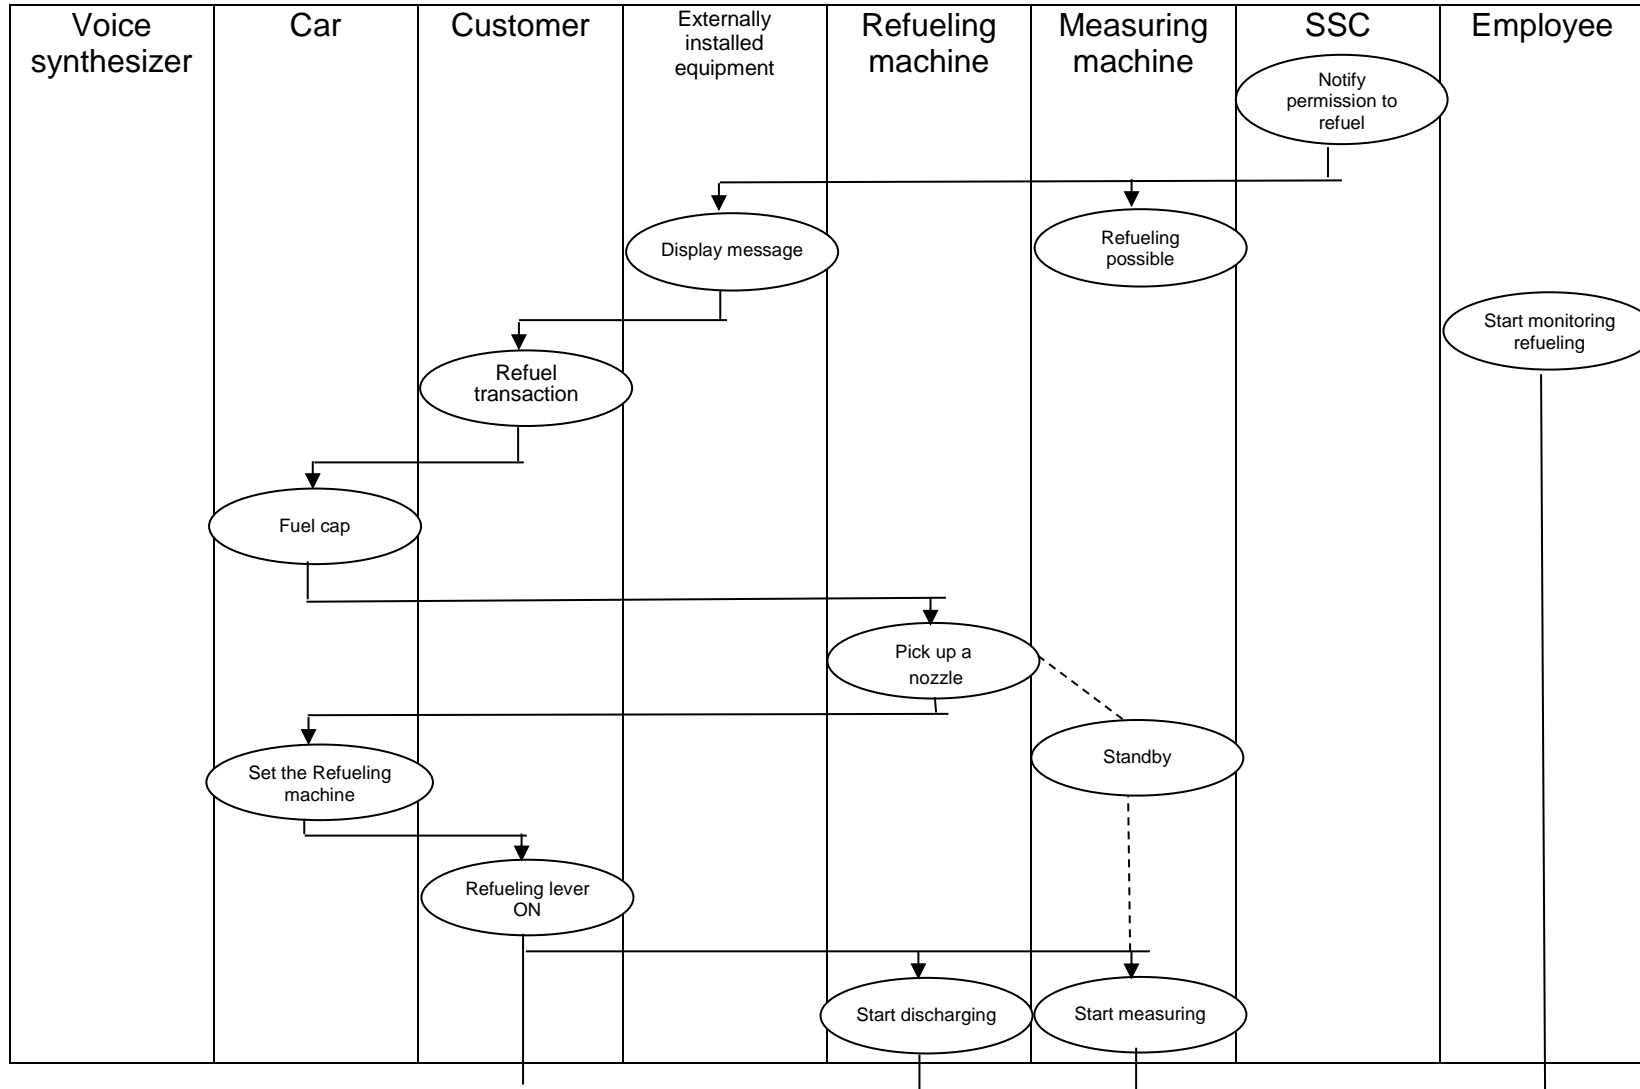 Voice
synthesizer
Car
Customer
Externally
installed
equipment
Refueling
machine
Measuring
machine
SSC
Employee
Notify
permission to
refuel
Display message
Refueling
possible
Start monitoring
refueling
Refuel
transaction
Fuel cap
Pick up a
nozzle
Set the Refueling
machine
Standby
Refueling lever
ON
Start discharging
Start measuring